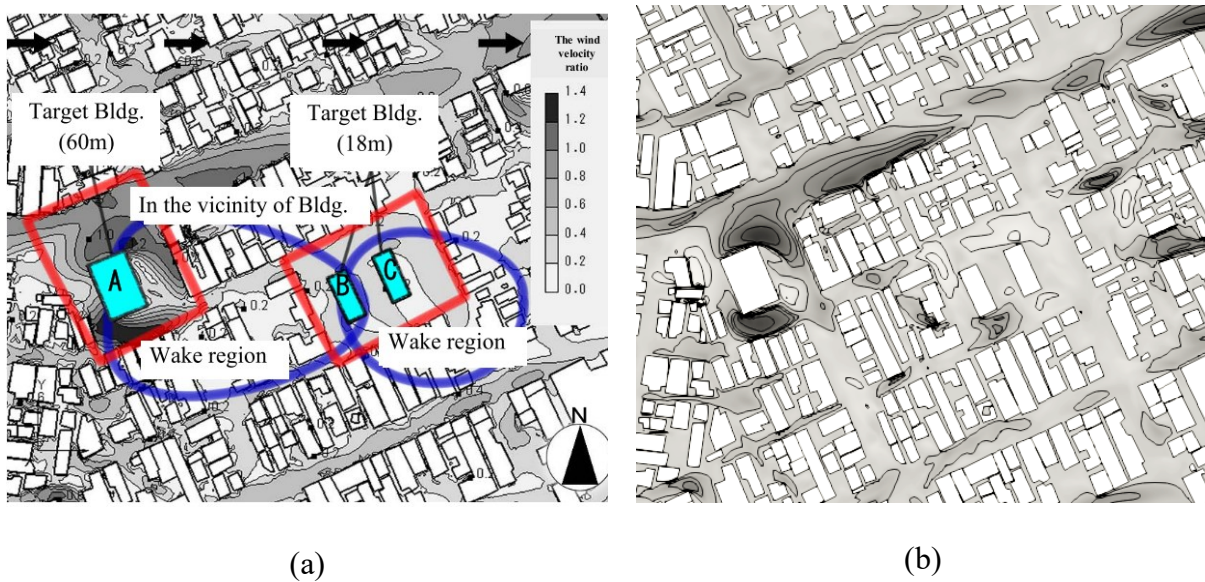 The wind
velocity
ratio
1.4
1.2
1.0
0.8
0.6
0.4
0.2
0.0
Target Bldg.
(60m)
Target Bldg.
(18m)
In the vicinity of Bldg.
A
B
C
Wake region
Wake region
N
(a)
(b)